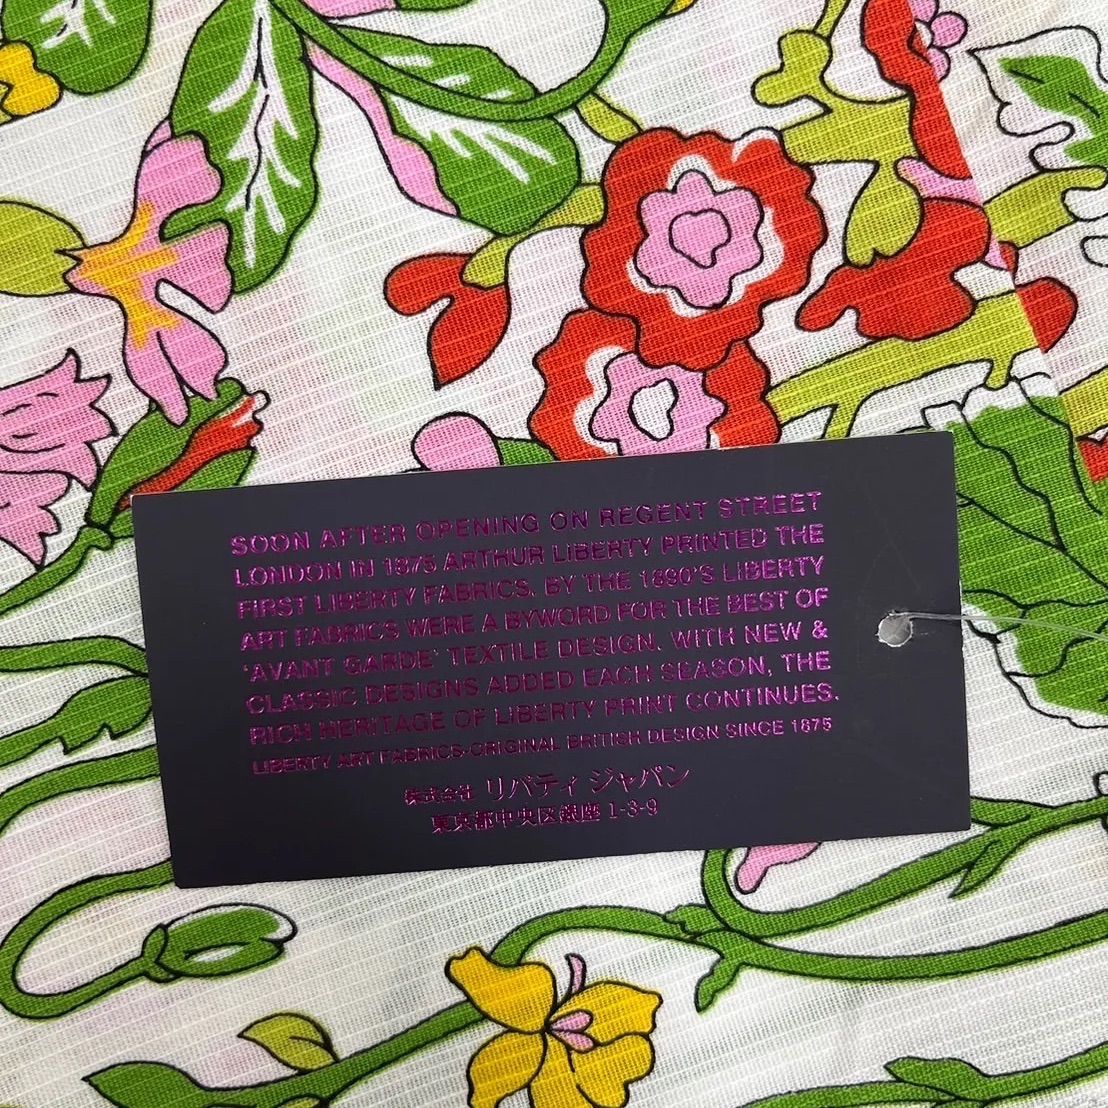 SOON AFTER OPENING ON REGENT STREET
LONDON IN 1875 ARTHUR LIBERTY PRINTED THE
FIRST LIBERTY FABRICS. BY THE 1890'S LIBERTY
ART FABRICS WERE A BYWORD FOR THE BEST OF
'AVANT GARDE' TEXTILE DESIGN. WITH NEW &
CLASSIC DESIGNS ADDED EACH SEASON, THE
RICH HERITAGE OF LIBERTY PRINT CONTINUES.
LIBERTY ART FABRICS-ORIGINAL BRITISH DESIGN SINCE 1875
株式会社 リバティ ジャパン
東京都中央区銀座 1-3-9